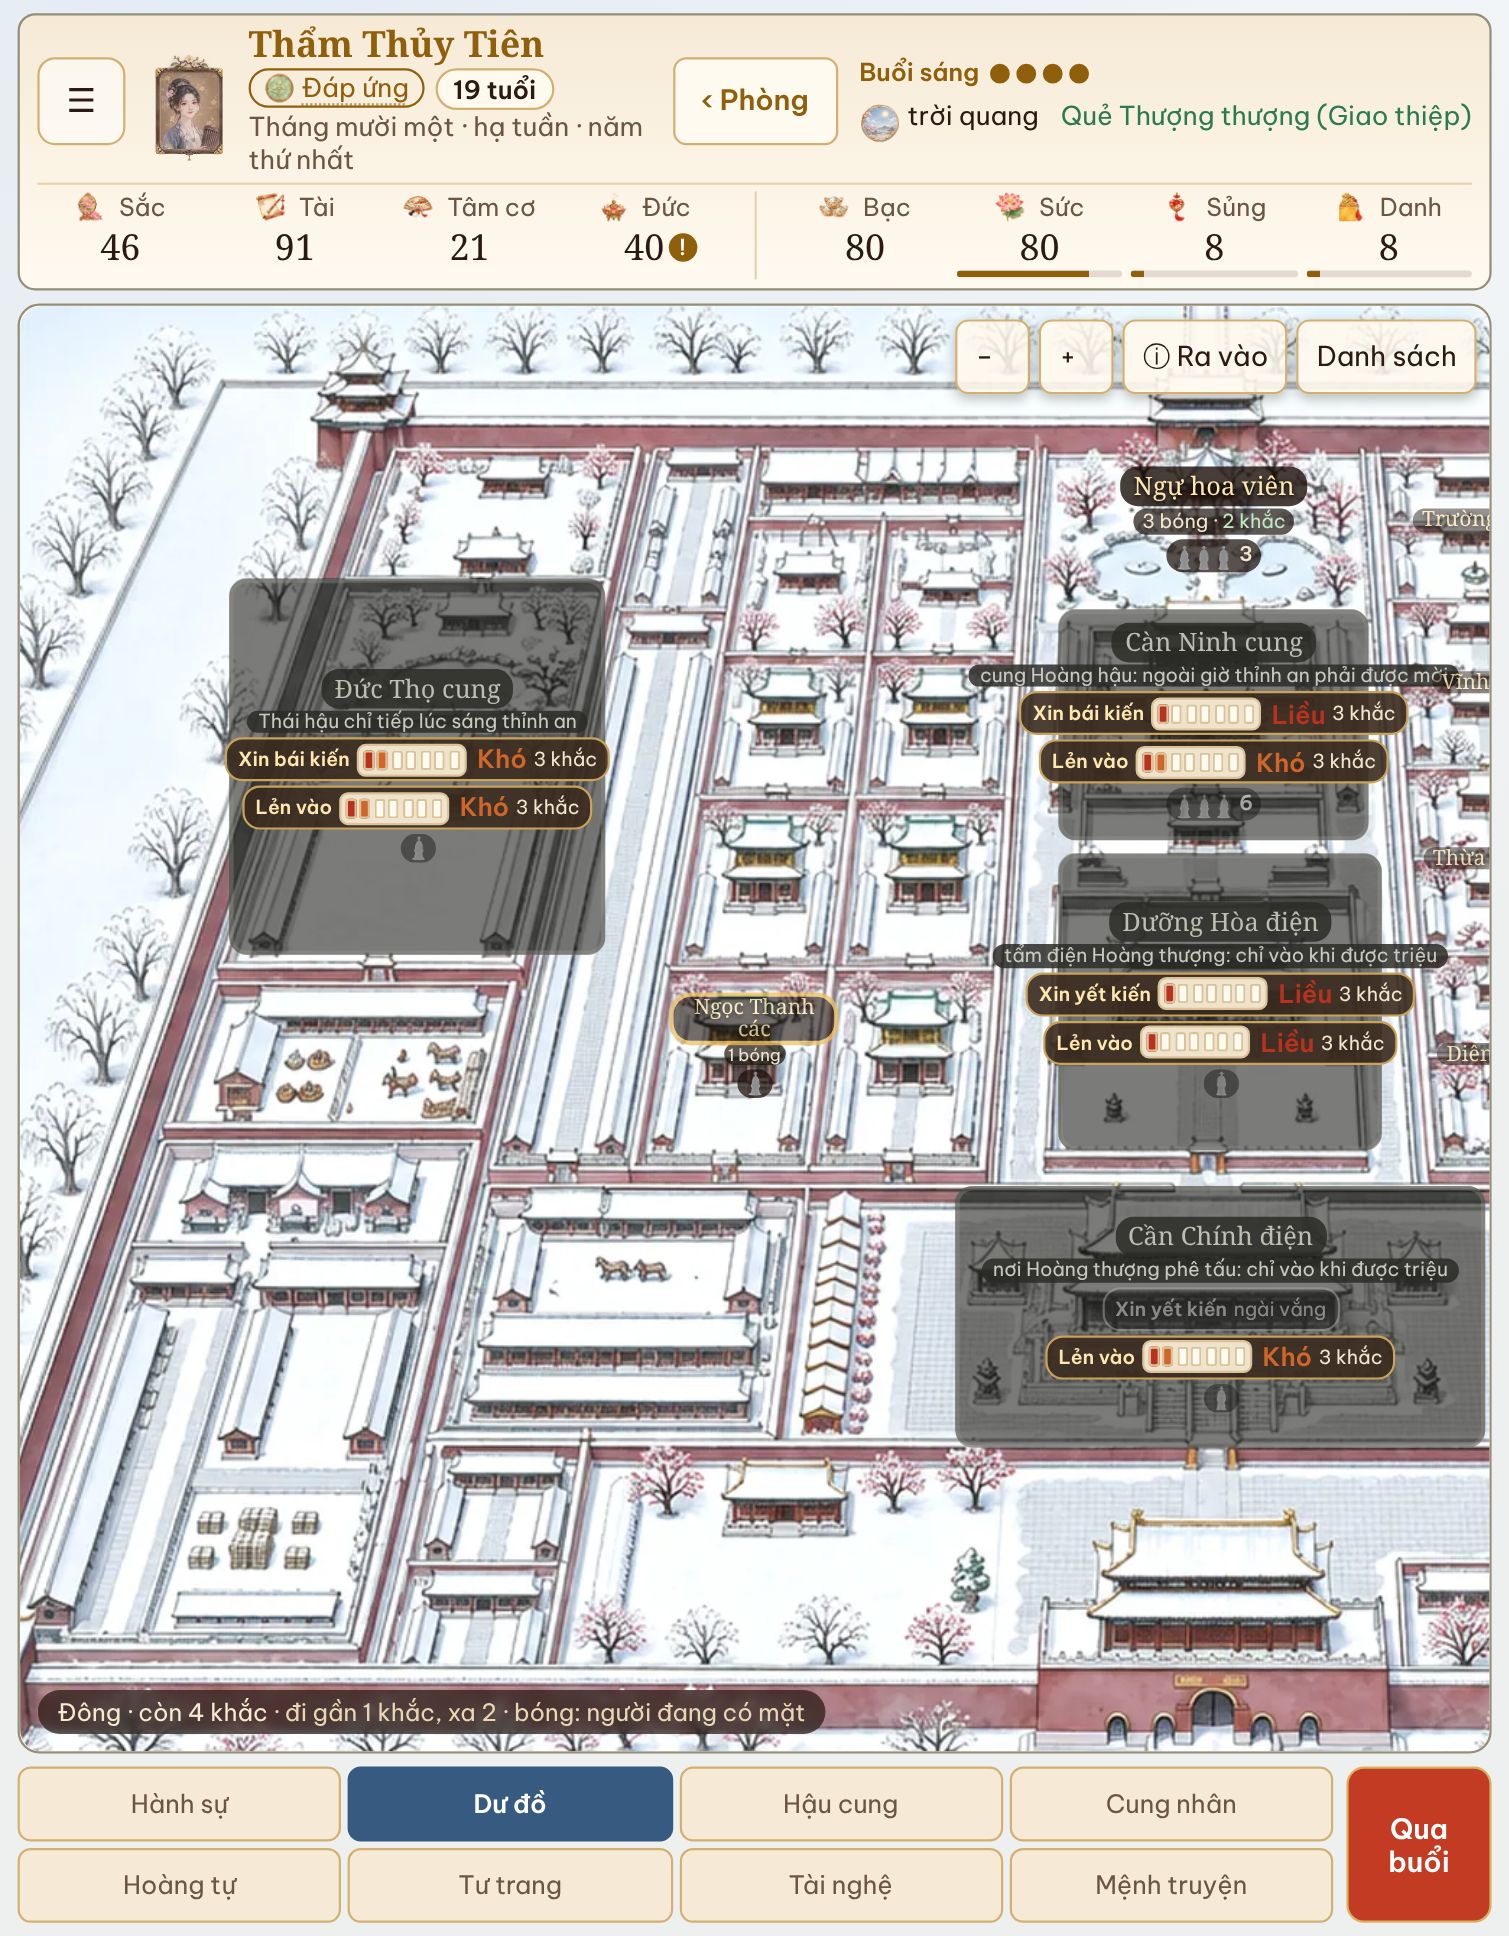 ☰
Thẩm Thủy Tiên
Đáp ứng
19 tuổi
Tháng mười một · hạ tuần · năm
thứ nhất
‹ Phòng
Buổi sáng
trời quang
Quẻ Thượng thượng (Giao thiệp)
Sắc
46
Tài
91
Tâm cơ
21
Đức
40 !
Bạc
80
Sức
80
Sủng
8
Danh
8
−
+
ⓘ Ra vào
Danh sách
Ngự hoa viên
3 bóng · 2 khắc
3
Trường
Đức Thọ cung
Thái hậu chỉ tiếp lúc sáng thỉnh an
Xin bái kiến Khó 3 khắc
Lẻn vào Khó 3 khắc
Càn Ninh cung
cung Hoàng hậu: ngoài giờ thỉnh an phải được mời
Vĩnh
Xin bái kiến Liều 3 khắc
Lẻn vào Khó 3 khắc
6
Thừa
Dưỡng Hòa điện
tẩm điện Hoàng thượng: chỉ vào khi được triệu
Xin yết kiến Liều 3 khắc
Lẻn vào Liều 3 khắc
Diên
Ngọc Thanh
các
1 bóng
Cần Chính điện
nơi Hoàng thượng phê tấu: chỉ vào khi được triệu
Xin yết kiến ngài vắng
Lẻn vào Khó 3 khắc
Đông · còn 4 khắc · đi gần 1 khắc, xa 2 · bóng: người đang có mặt
Hành sự
Dư đồ
Hậu cung
Cung nhân
Qua
buổi
Hoàng tự
Tư trang
Tài nghệ
Mệnh truyện